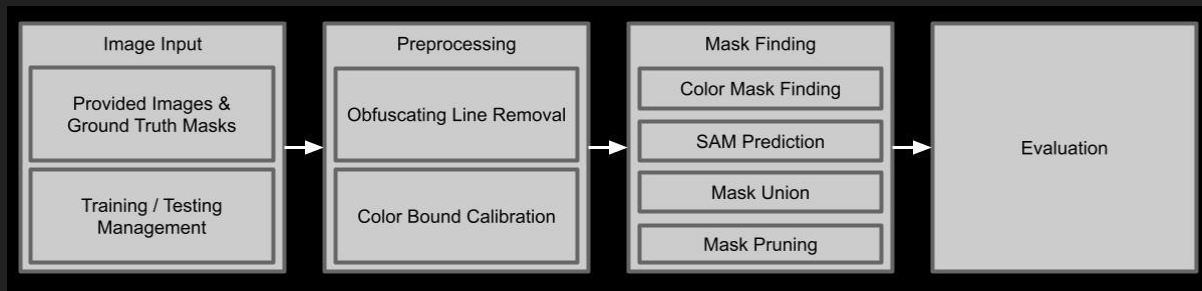 Image Input
Provided Images &
Ground Truth Masks
Training / Testing
Management
Preprocessing
Obfuscating Line Removal
Color Bound Calibration
Mask Finding
Color Mask Finding
SAM Prediction
Mask Union
Mask Pruning
Evaluation